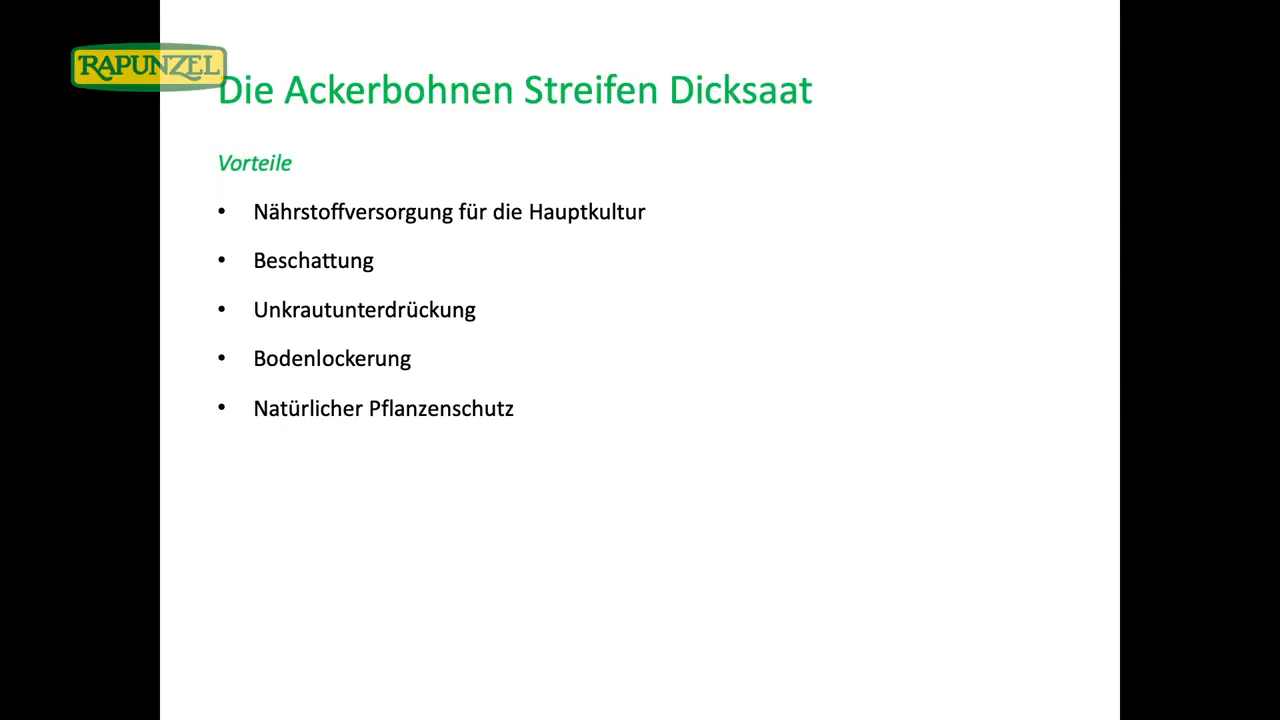 RAPUNZEL
Die Ackerbohnen Streifen Dicksaat
Vorteile
• Nährstoffversorgung für die Hauptkultur
• Beschattung
• Unkrautunterdrückung
• Bodenlockerung
• Natürlicher Pflanzenschutz